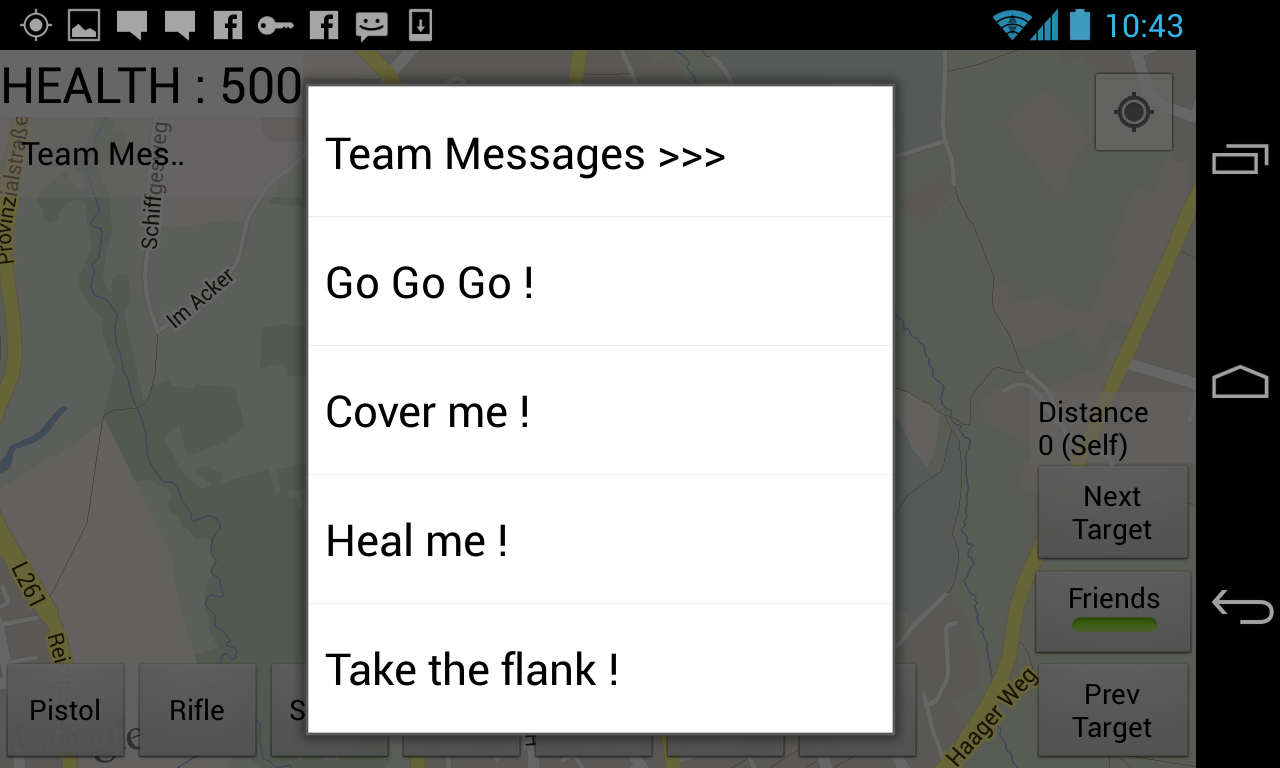 10:43
HEALTH : 500
Team Mes..
Provinzialstraße
Schiffgesweg
Im Acker
Team Messages >>>
Go Go Go !
Cover me !
Heal me !
Take the flank !
Distance
0 (Self)
Next
Target
Friends
Prev
Target
L261
Haager Weg
Pistol
Rifle
S
Google